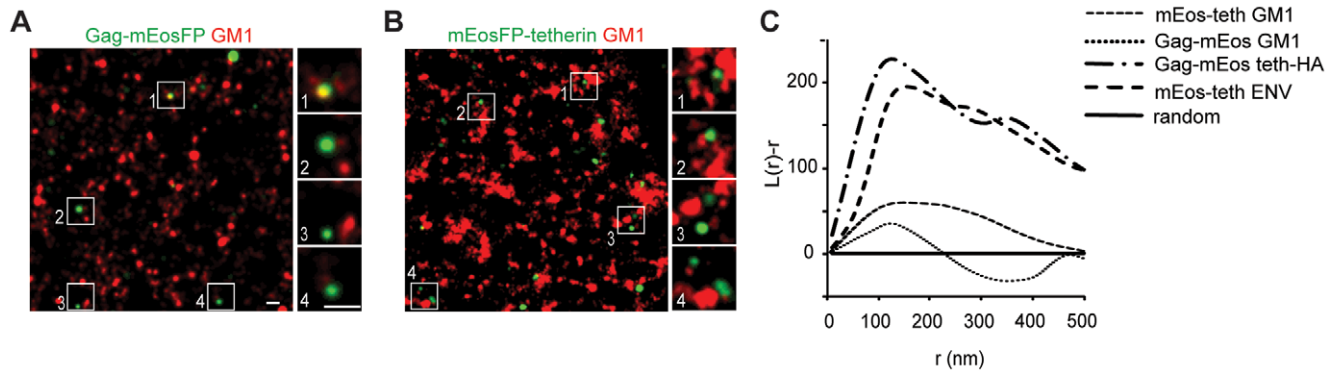 A
Gag-mEosFP GM1
1
2
3
4
1
2
3
4
B
mEosFP-tetherin GM1
1
2
3
4
1
2
3
4
C
mEos-teth GM1
Gag-mEos GM1
Gag-mEos teth-HA
mEos-teth ENV
random
L(r)-r
200
100
0
0 100 200 300 400 500
r (nm)